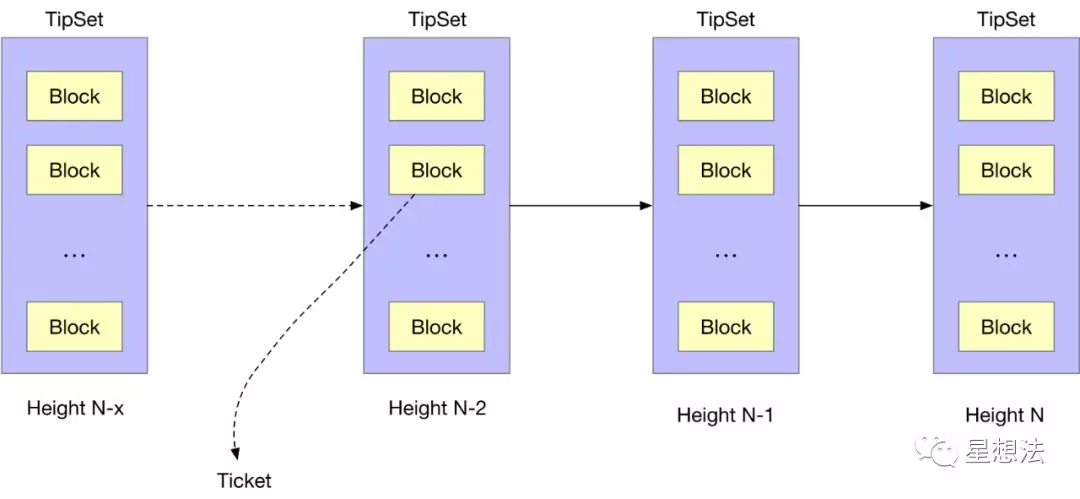 TipSet TipSet TipSet TipSet
Block Block Block Block
Block Block Block Block
... ... ... ...
Block Block Block Block
Height N-x Height N-2 Height N-1 Height N
星想法
Ticket